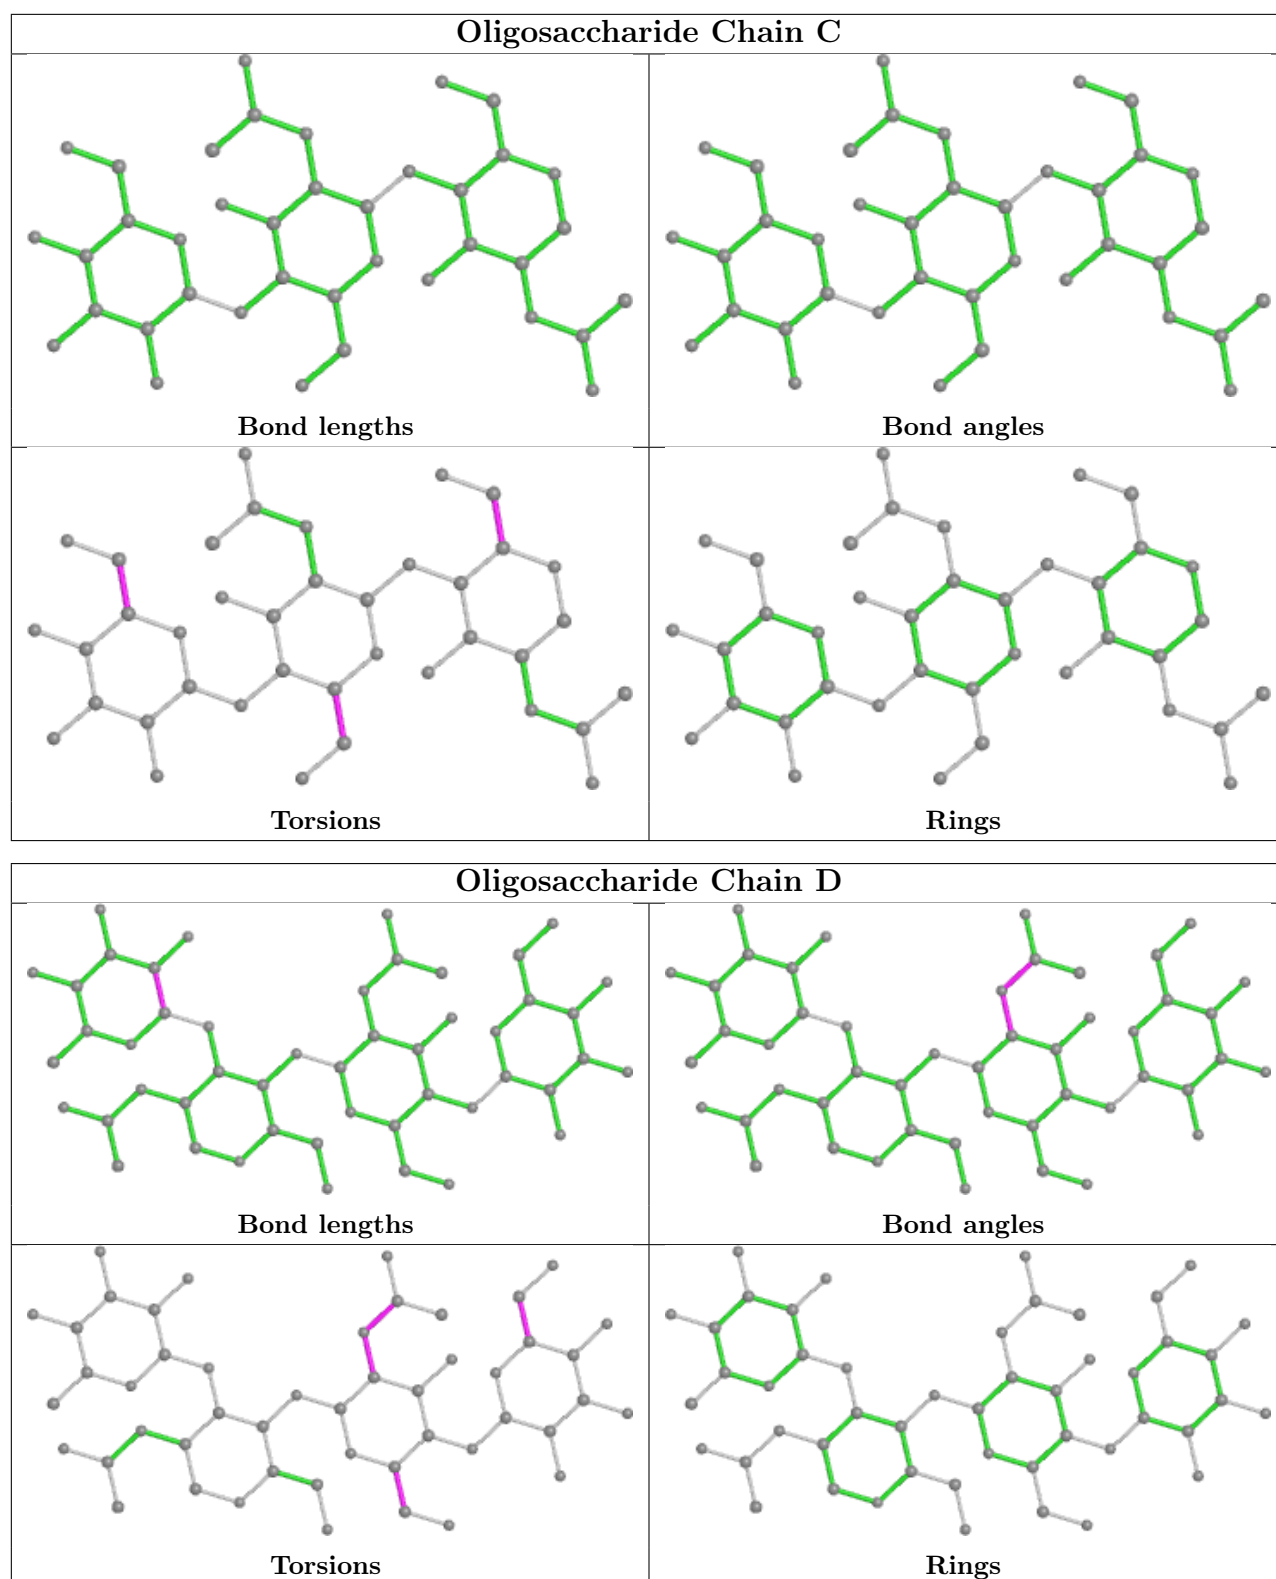 Oligosaccharide Chain C
Bond lengths
Bond angles
Torsions
Rings
Oligosaccharide Chain D
Bond lengths
Bond angles
Torsions
Rings